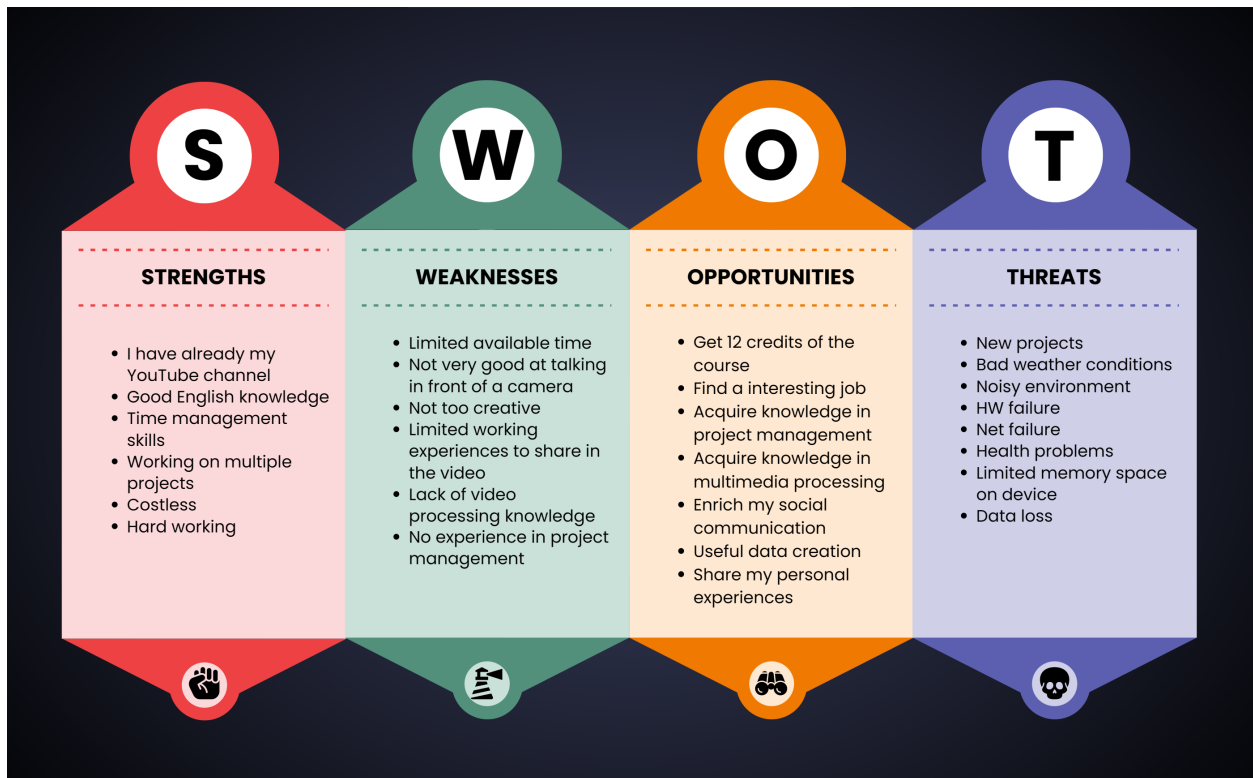 S
STRENGTHS
• I have already my
YouTube channel
• Good English knowledge
• Time management
skills
• Working on multiple
projects
• Costless
• Hard working
W
WEAKNESSES
• Limited available time
• Not very good at talking
in front of a camera
• Not too creative
• Limited working
experiences to share in
the video
• Lack of video
processing knowledge
• No experience in project
management
O
OPPORTUNITIES
• Get 12 credits of the
course
• Find a interesting job
• Acquire knowledge in
project management
• Acquire knowledge in
multimedia processing
• Enrich my social
communication
• Useful data creation
• Share my personal
experiences
T
THREATS
• New projects
• Bad weather conditions
• Noisy environment
• HW failure
• Net failure
• Health problems
• Limited memory space
on device
• Data loss